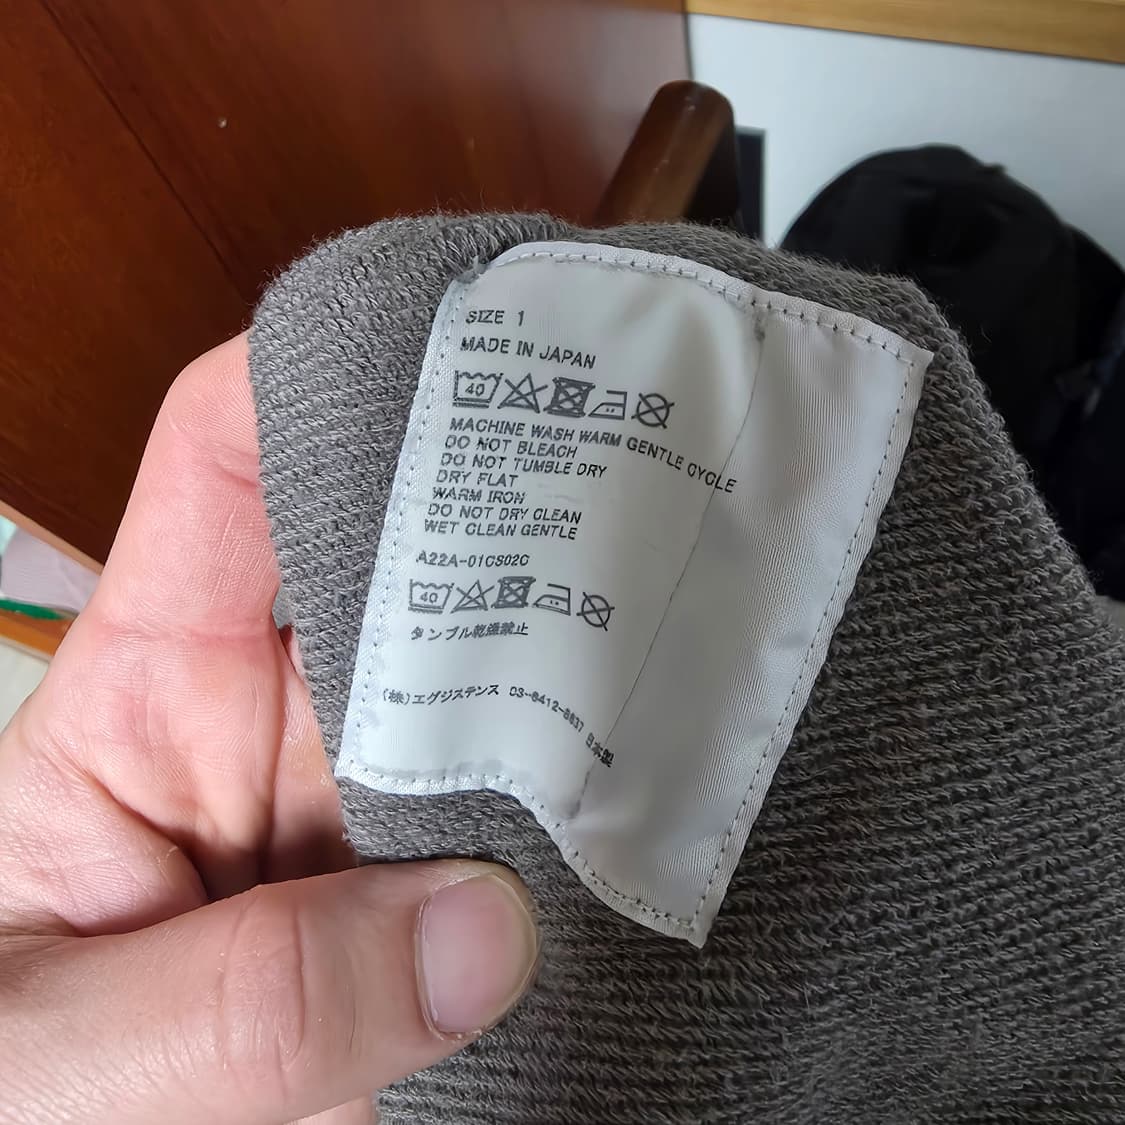 SIZE 1
MADE IN JAPAN
40
MACHINE WASH WARM GENTLE CYCLE
DO NOT BLEACH
DO NOT TUMBLE DRY
DRY FLAT
WARM IRON
DO NOT DRY CLEAN
WET CLEAN GENTLE
A22A-01CS02C
40
タンブル乾燥禁止
(株)エグジステンス 03-6412-8637 日本製